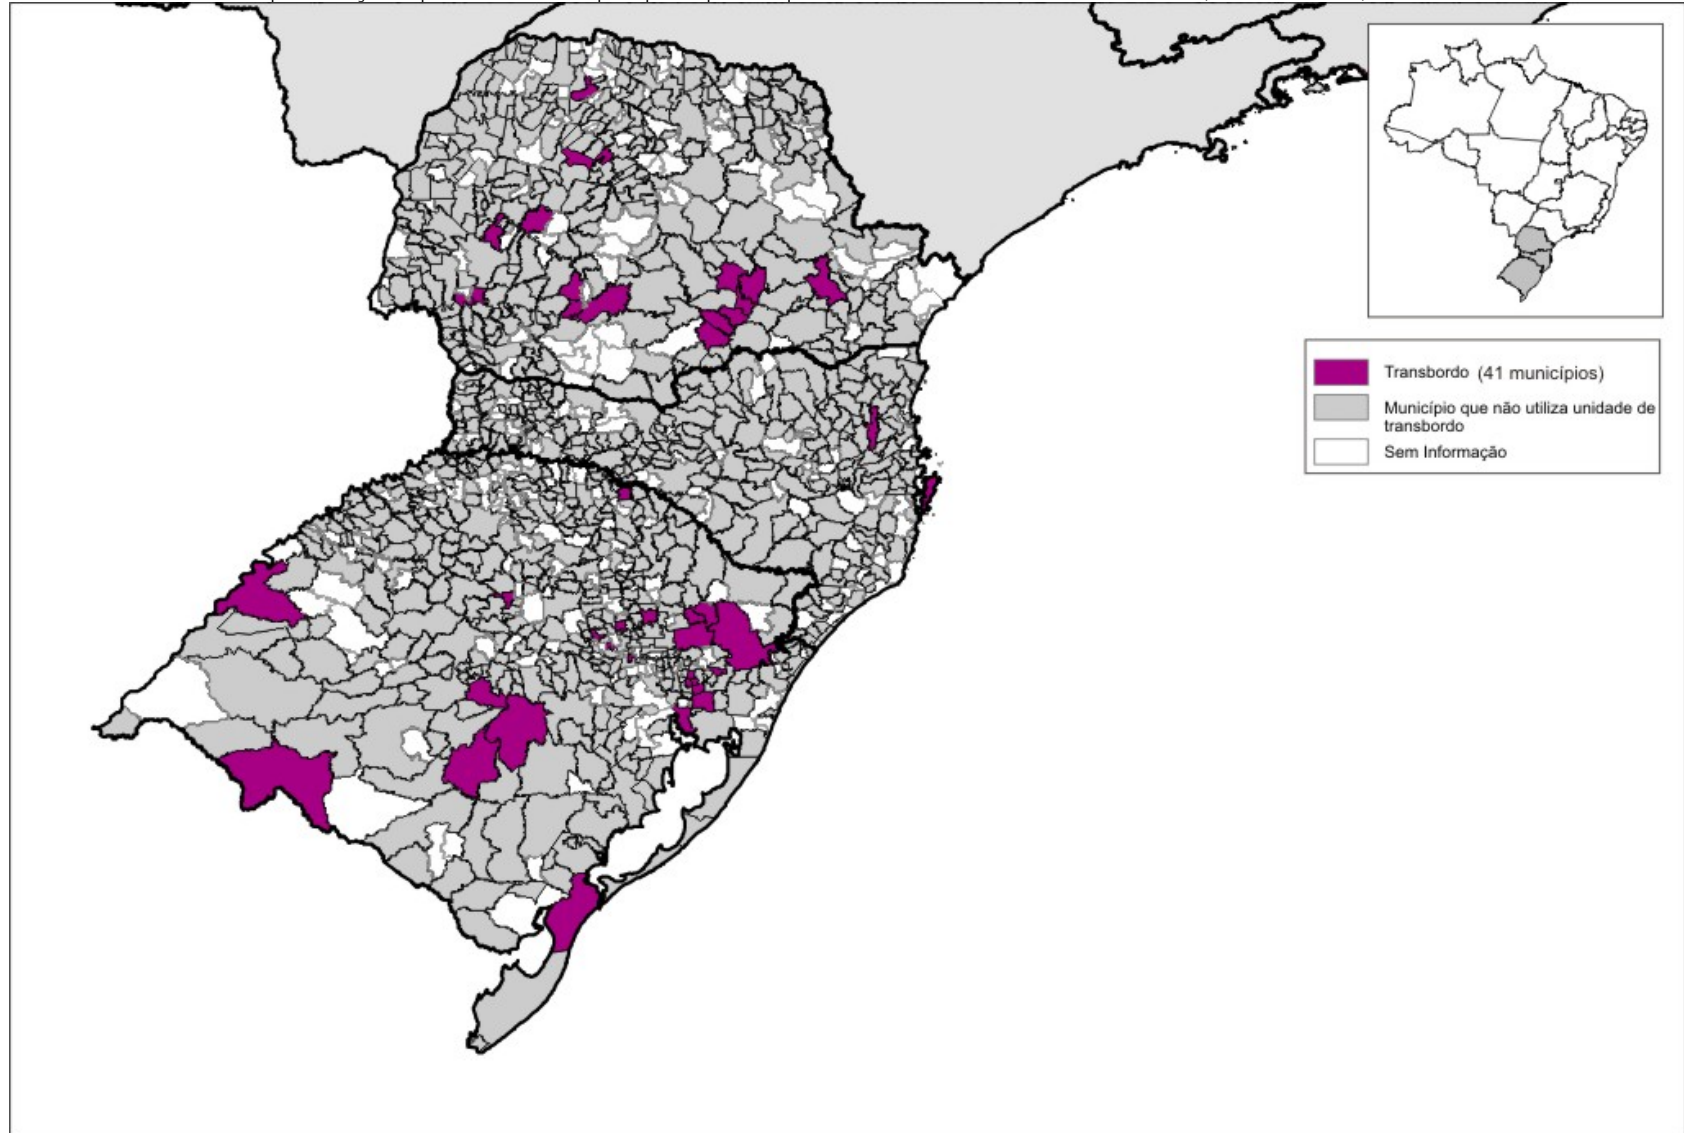 Transbordo (41 municípios)
Município que não utiliza unidade de
transbordo
Sem Informação